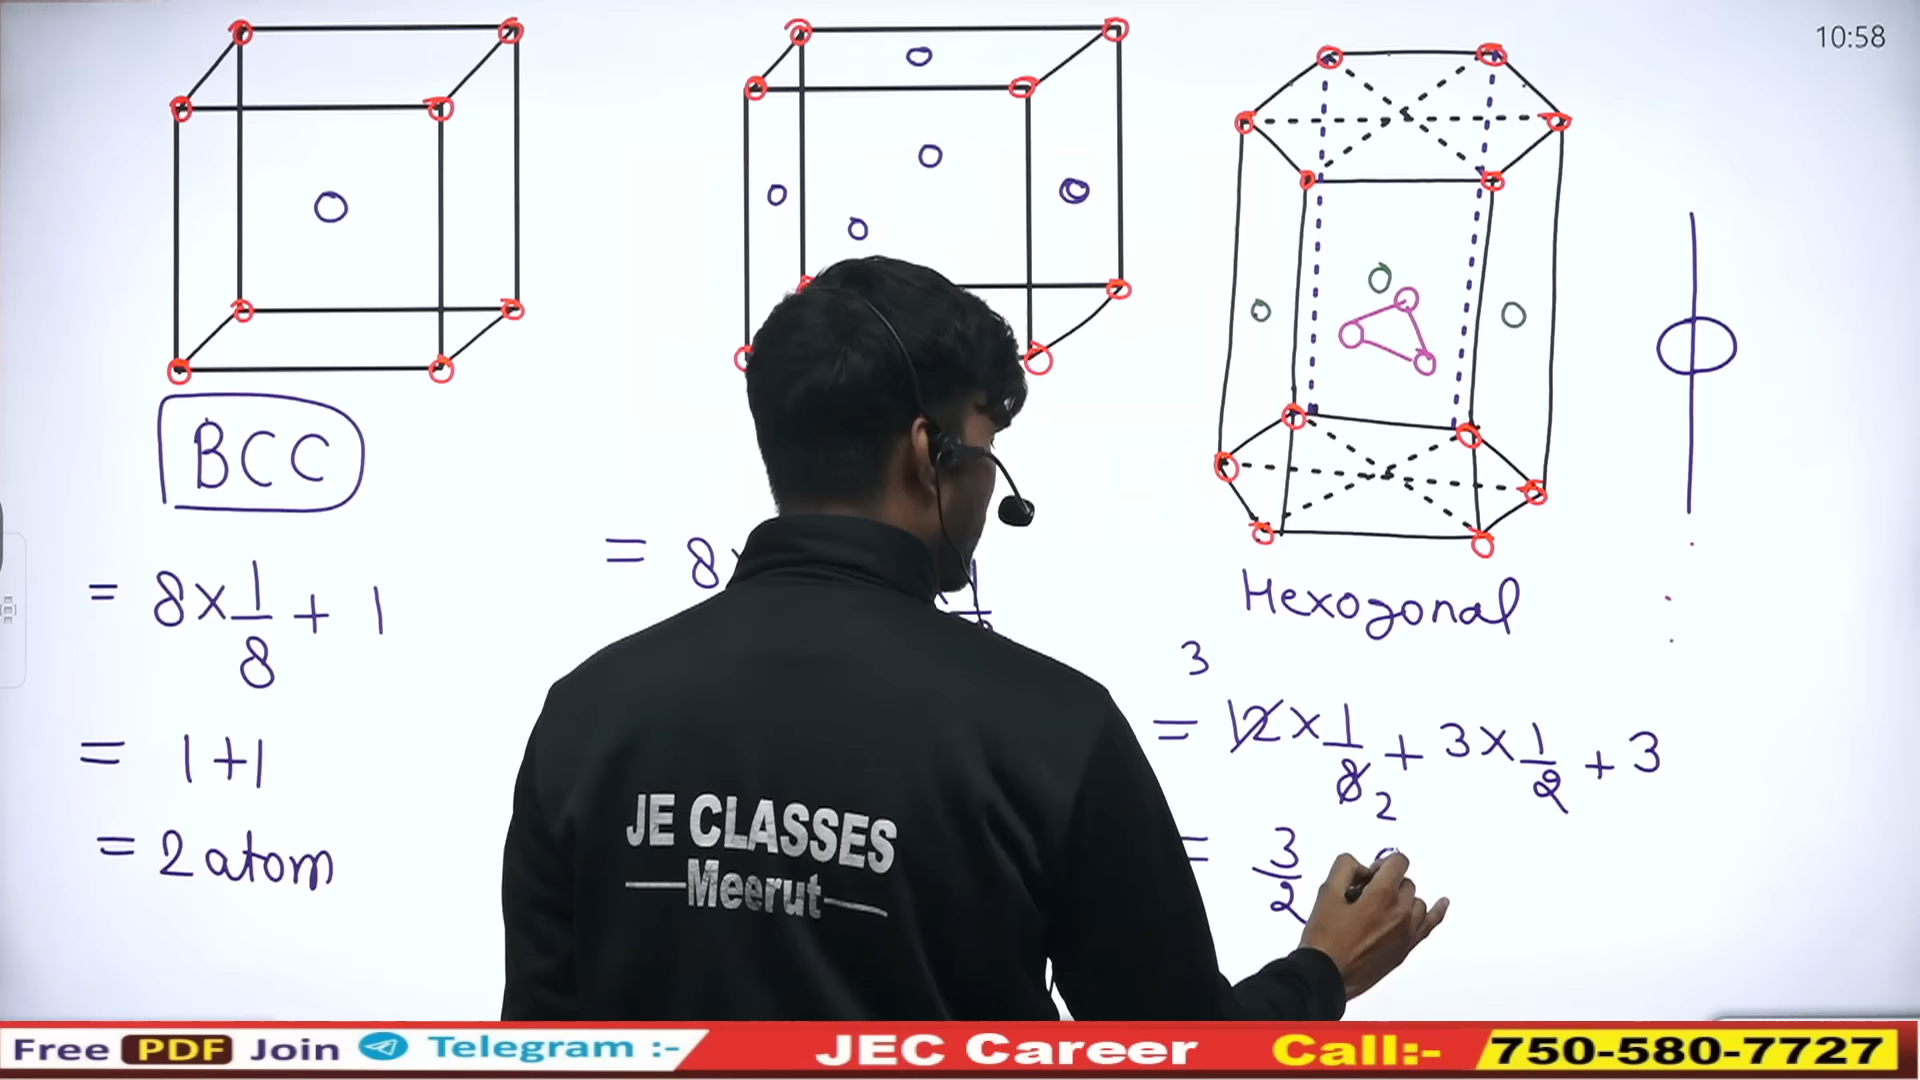 10:58
BCC
= 8×1/8 + 1
= 1+1
= 2 atom
= 8
Hexogonal
3
= 12×1/8 + 3×1/2 + 3
2
= 3/2
JE CLASSES
Meerut
Free PDF Join Telegram :- JEC Career Call:- 750-580-7727